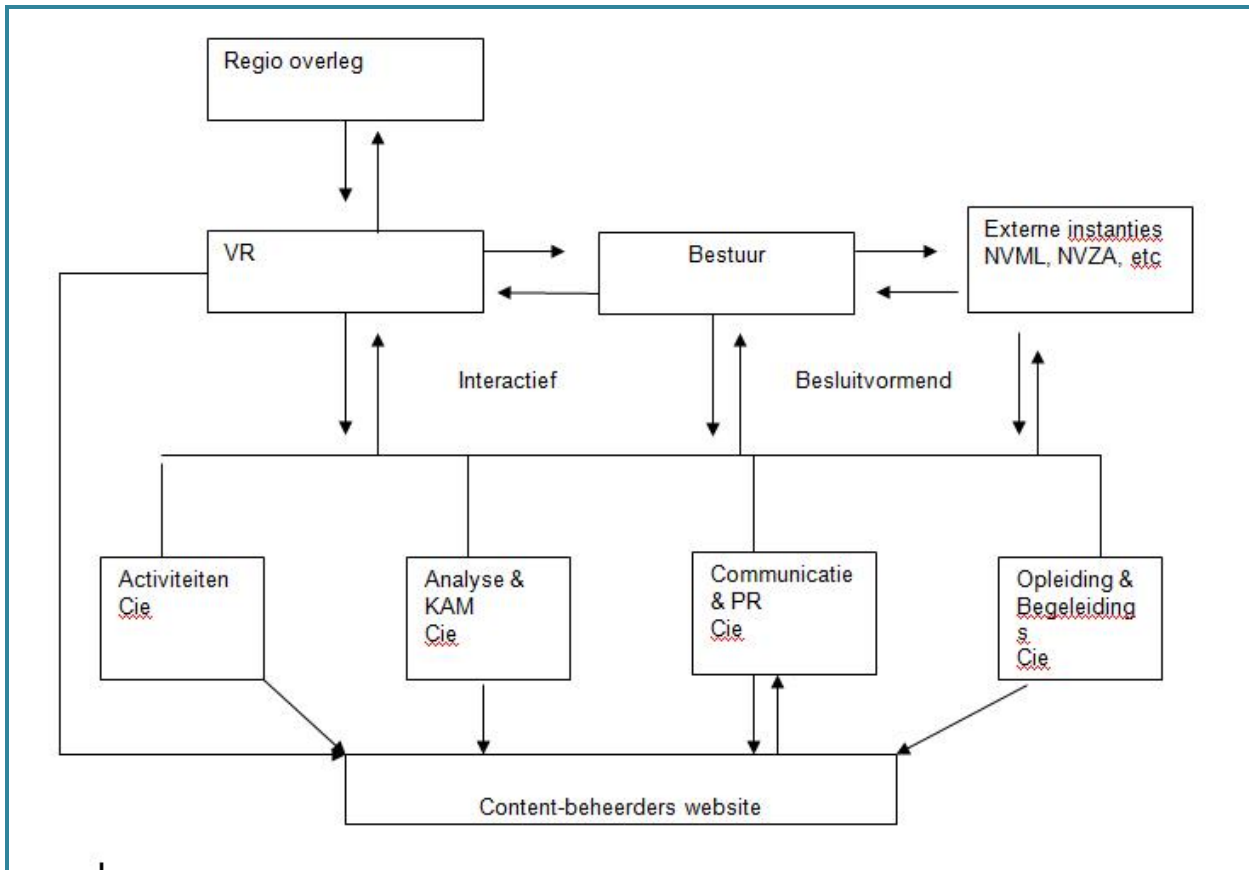 Regio overleg
VR
Bestuur
Externe instanties
NVML, NVZA, etc
Interactief
Besluitvormend
Activiteiten
Cie
Analyse &
KAM
Cie
Communicatie
& PR
Cie
Opleiding &
Begeleiding
s
Cie
Content-beheerders website